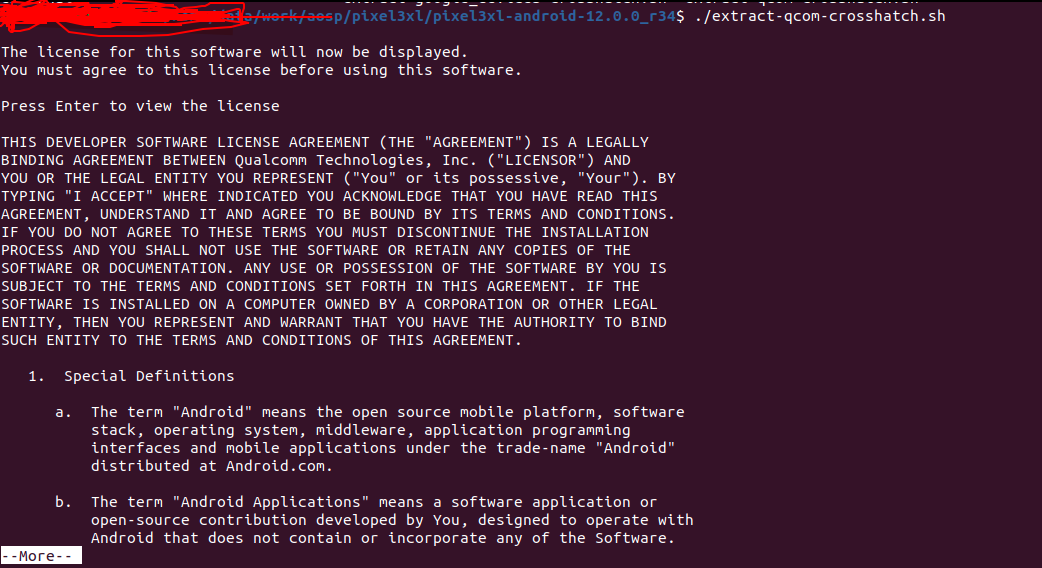 /work/aosp/pixel3xl/pixel3xl-android-12.0.0_r34$ ./extract-qcom-crosshatch.sh
The license for this software will now be displayed.
You must agree to this license before using this software.
Press Enter to view the license
THIS DEVELOPER SOFTWARE LICENSE AGREEMENT (THE "AGREEMENT") IS A LEGALLY
BINDING AGREEMENT BETWEEN Qualcomm Technologies, Inc. ("LICENSOR") AND
YOU OR THE LEGAL ENTITY YOU REPRESENT ("You" or its possessive, "Your"). BY
TYPING "I ACCEPT" WHERE INDICATED YOU ACKNOWLEDGE THAT YOU HAVE READ THIS
AGREEMENT, UNDERSTAND IT AND AGREE TO BE BOUND BY ITS TERMS AND CONDITIONS.
IF YOU DO NOT AGREE TO THESE TERMS YOU MUST DISCONTINUE THE INSTALLATION
PROCESS AND YOU SHALL NOT USE THE SOFTWARE OR RETAIN ANY COPIES OF THE
SOFTWARE OR DOCUMENTATION. ANY USE OR POSSESSION OF THE SOFTWARE BY YOU IS
SUBJECT TO THE TERMS AND CONDITIONS SET FORTH IN THIS AGREEMENT. IF THE
SOFTWARE IS INSTALLED ON A COMPUTER OWNED BY A CORPORATION OR OTHER LEGAL
ENTITY, THEN YOU REPRESENT AND WARRANT THAT YOU HAVE THE AUTHORITY TO BIND
SUCH ENTITY TO THE TERMS AND CONDITIONS OF THIS AGREEMENT.
1. Special Definitions
a. The term "Android" means the open source mobile platform, software
stack, operating system, middleware, application programming
interfaces and mobile applications under the trade-name "Android"
distributed at Android.com.
b. The term "Android Applications" means a software application or
open-source contribution developed by You, designed to operate with
Android that does not contain or incorporate any of the Software.
--More--